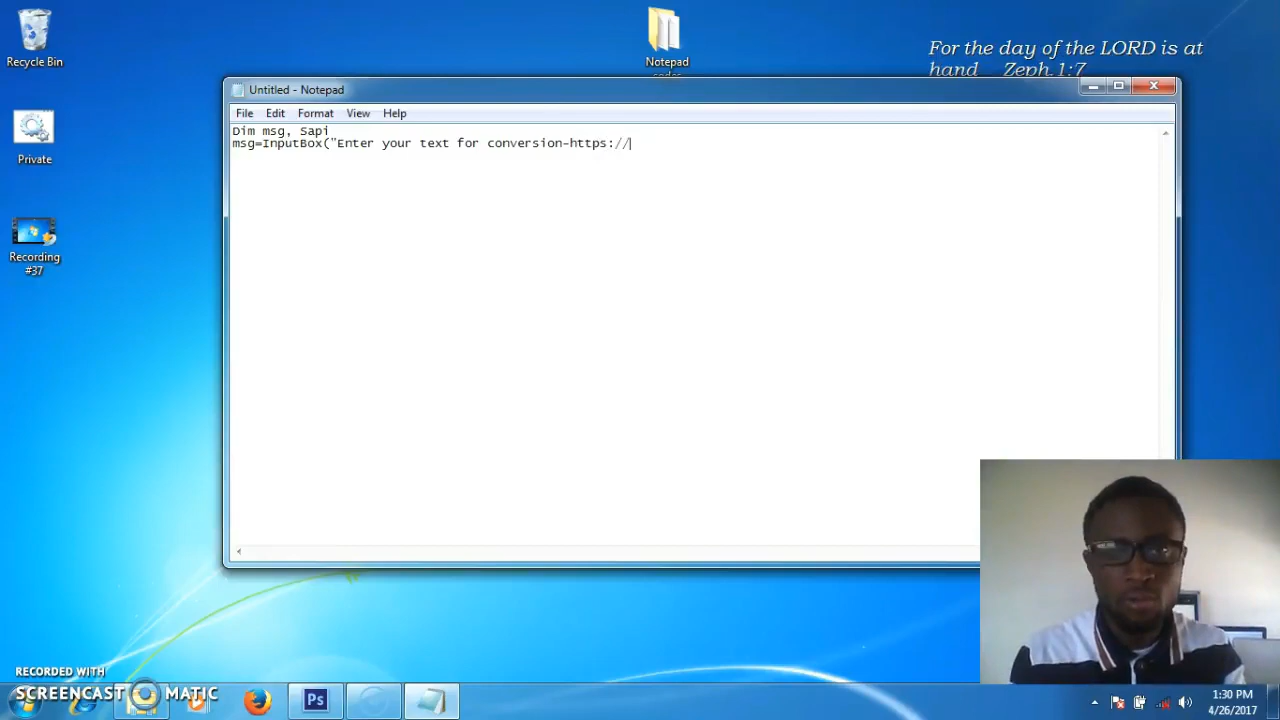 Recycle Bin
Notepad
For the day of the LORD is at
hand Zeph 1:7
Untitled - Notepad
File Edit Format View Help
Dim msg, Sapi
msg=InputBox("Enter your text for conversion-https://
Private
Recording
#37
RECORDED WITH
SCREENCAST MATIC
Ps
1:30 PM
4/26/2017